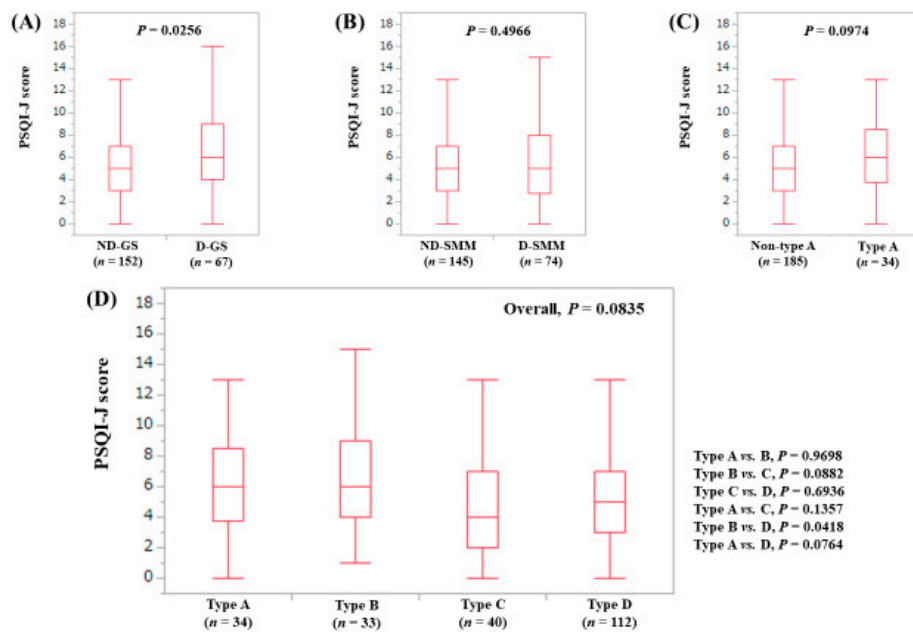 (A)
P = 0.0256
PSQI-J score
18
16
14
12
10
8
6
4
2
0
ND-GS D-GS
(n = 152) (n = 67)
(B)
P = 0.4966
PSQI-J score
18
16
14
12
10
8
6
4
2
0
ND-SMM D-SMM
(n = 145) (n = 74)
(C)
P = 0.0974
PSQI-J score
18
16
14
12
10
8
6
4
2
0
Non-type A Type A
(n = 185) (n = 34)
(D)
Overall, P = 0.0835
PSQI-J score
18
16
14
12
10
8
6
4
2
0
Type A Type B Type C Type D
(n = 34) (n = 33) (n = 40) (n = 112)
Type A vs. B, P = 0.9698
Type B vs. C, P = 0.0882
Type C vs. D, P = 0.6936
Type A vs. C, P = 0.1357
Type B vs. D, P = 0.0418
Type A vs. D, P = 0.0764